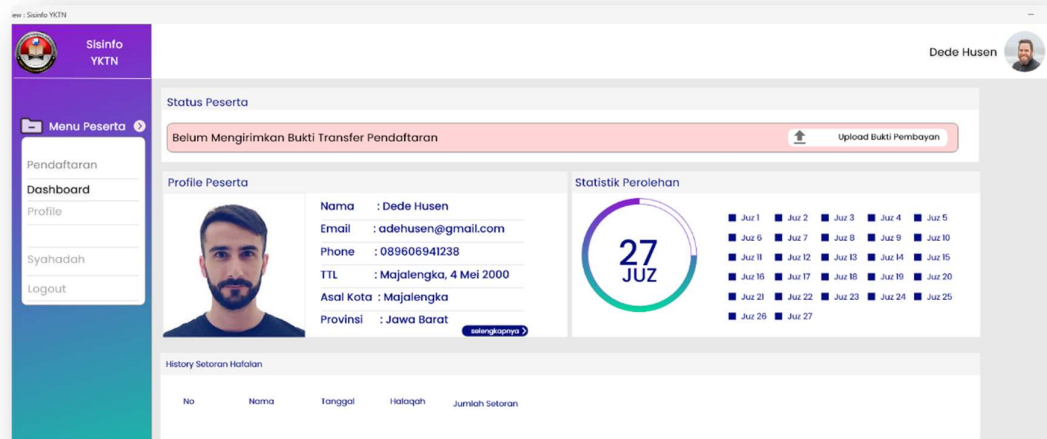 ew : Sisinfo YKTN
Sisinfo
YKTN
Dede Husen
Menu Peserta
Pendaftaran
Dashboard
Profile
Syahadah
Logout
Status Peserta
Belum Mengirimkan Bukti Transfer Pendaftaran
Upload Bukti Pembayan
Profile Peserta
Nama : Dede Husen
Email : adehusen@gmail.com
Phone : 089606941238
TTL : Majalengka, 4 Mei 2000
Asal Kota : Majalengka
Provinsi : Jawa Barat
selengkapnya
Statistik Perolehan
27
JUZ
Juz 1 Juz 2 Juz 3 Juz 4 Juz 5
Juz 6 Juz 7 Juz 8 Juz 9 Juz 10
Juz 11 Juz 12 Juz 13 Juz 14 Juz 15
Juz 16 Juz 17 Juz 18 Juz 19 Juz 20
Juz 21 Juz 22 Juz 23 Juz 24 Juz 25
Juz 26 Juz 27
History Setoran Hafalan
No Nama Tanggal Halaqah Jumlah Setoran